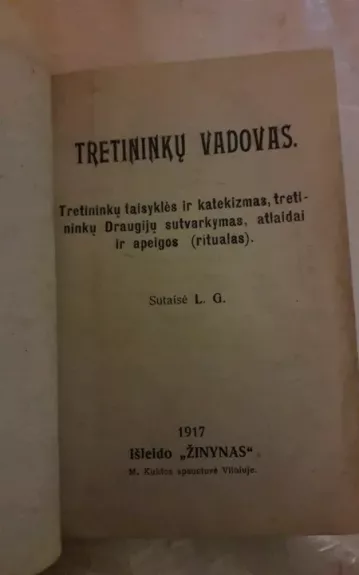 TRETININKŲ VADOVAS.
Tretininkų taisyklės ir katekizmas, treti-
ninkų Draugijų sutvarkymas, atlaidai
ir apeigos (ritualas).
Sutaisė L. G.
1917
Išleido „ŽINYNAS“
M. Kuktos spaustuvė Vilniuje.